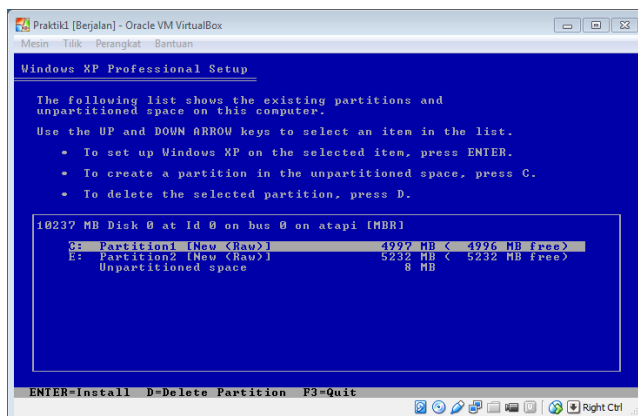 Praktik1 [Berjalan] - Oracle VM VirtualBox
Mesin Tilik Perangkat Bantuan
Windows XP Professional Setup
The following list shows the existing partitions and
unpartitioned space on this computer.
Use the UP and DOWN ARROW keys to select an item in the list.
• To set up Windows XP on the selected item, press ENTER.
• To create a partition in the unpartitioned space, press C.
• To delete the selected partition, press D.
10237 MB Disk 0 at Id 0 on bus 0 on atapi [MBR]
C: Partition1 [New (Raw)] 4997 MB ( 4996 MB free)
E: Partition2 [New (Raw)] 5232 MB ( 5232 MB free)
Unpartitioned space 8 MB
ENTER=Install D=Delete Partition F3=Quit
Right Ctrl